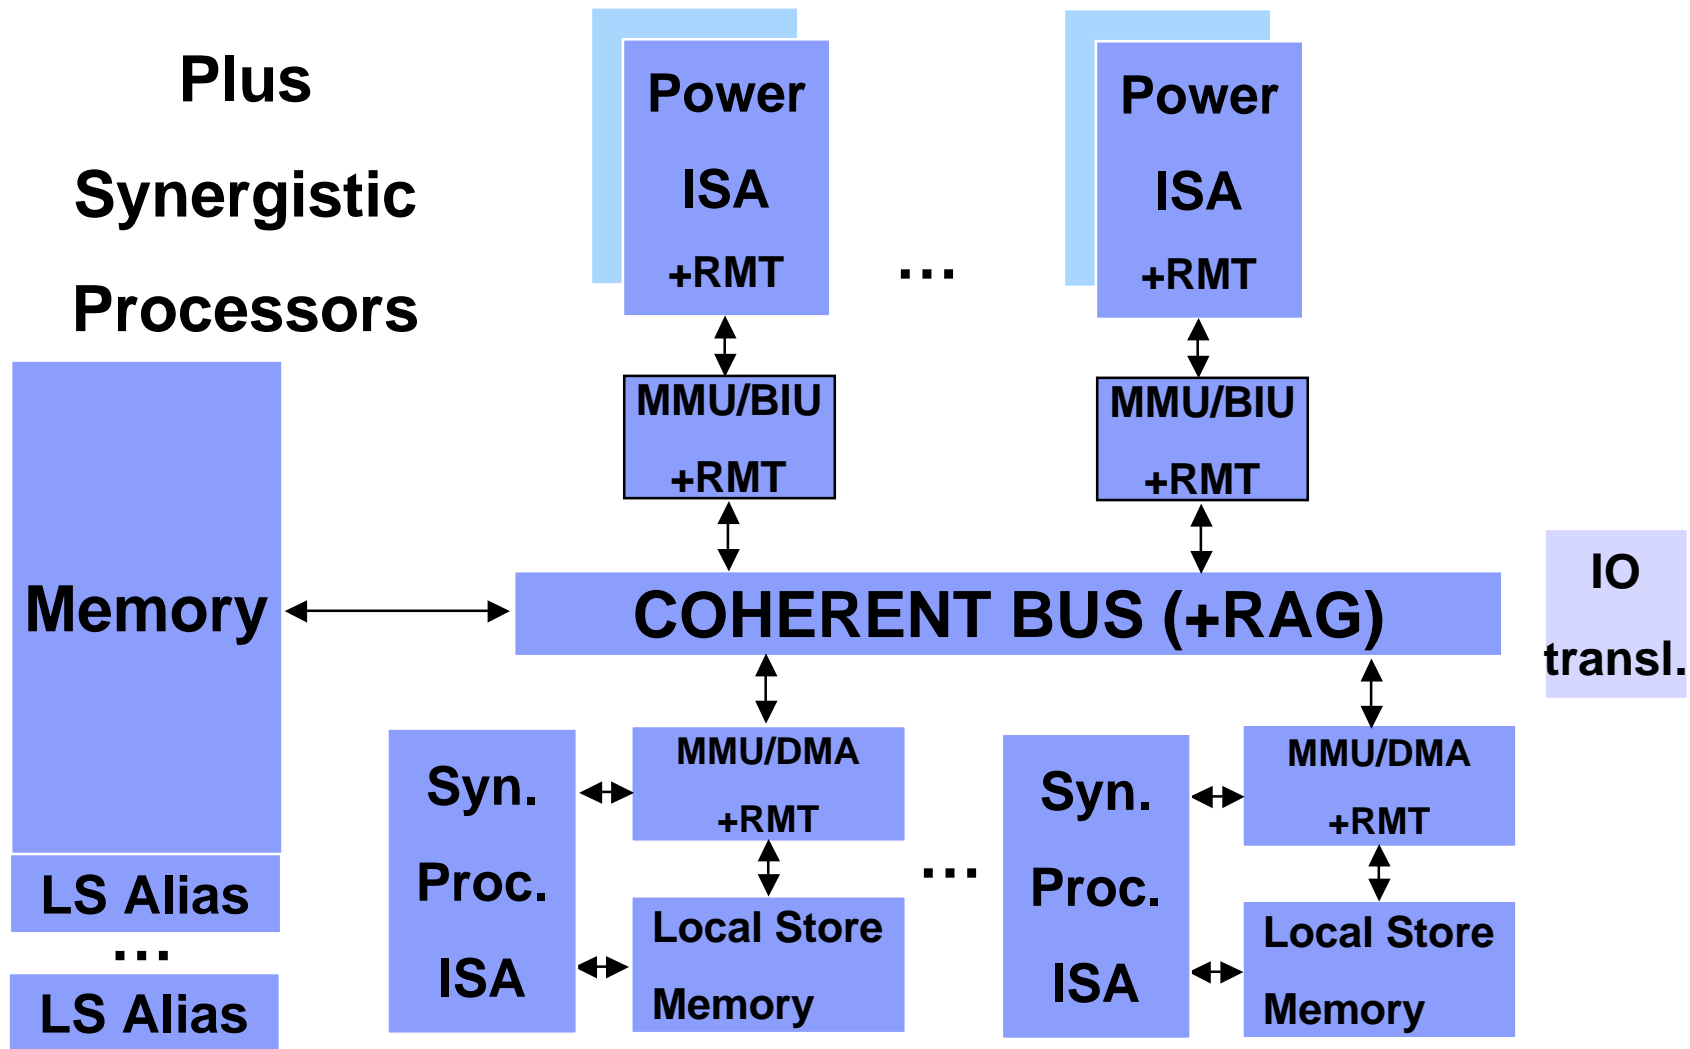 Plus
Synergistic
Processors
Power
ISA
+RMT
...
Power
ISA
+RMT
MMU/BIU
+RMT
MMU/BIU
+RMT
Memory
COHERENT BUS (+RAG)
IO
transl.
Syn.
Proc.
ISA
MMU/DMA
+RMT
Local Store
Memory
...
Syn.
Proc.
ISA
MMU/DMA
+RMT
Local Store
Memory
LS Alias
...
LS Alias